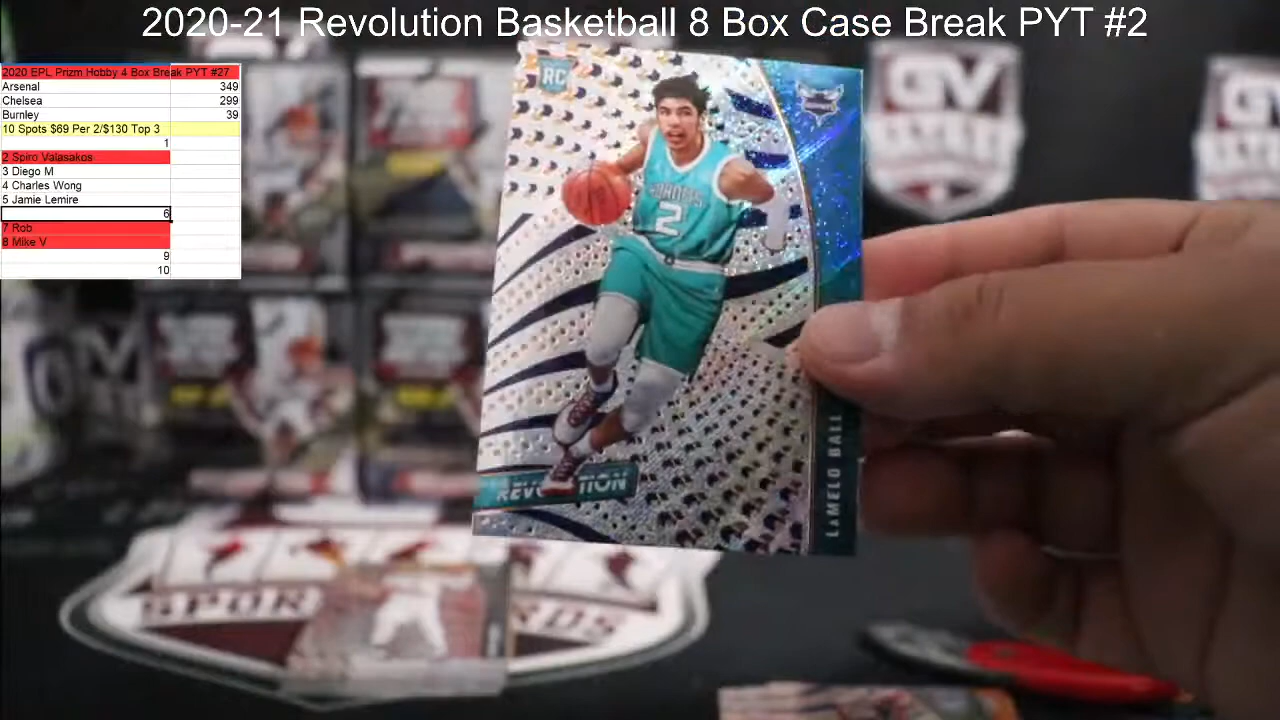 2020-21 Revolution Basketball 8 Box Case Break PYT #2
2020 EPL Prizm Hobby 4 Box Break PYT #27
Arsenal 349
Chelsea 299
Burnley 39
10 Spots $69 Per 2/$130 Top 3
1
2 Spiro Valasakos
3 Diego M
4 Charles Wong
5 Jamie Lemire
6
7 Rob
8 Mike V
9
10
RC
HORNETS
2
REVOLUTION
LaMELO BALL
GV